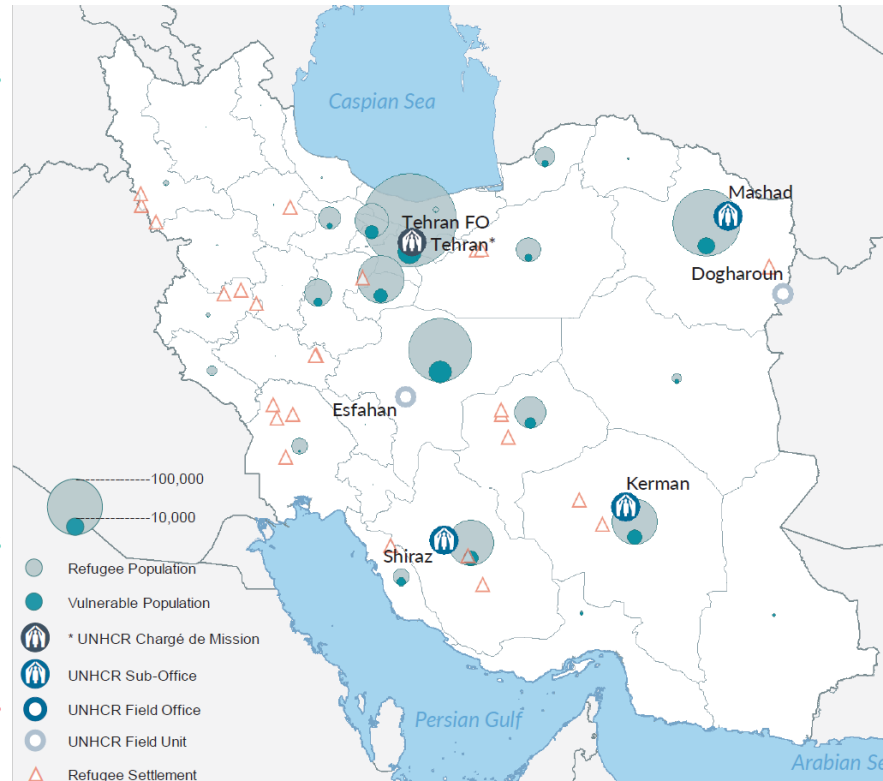 Caspian Sea
Mashad
Tehran FO
Tehran*
Dogharoun
Esfahan
100,000
10,000
Kerman
Shiraz
Refugee Population
Vulnerable Population
* UNHCR Chargé de Mission
UNHCR Sub-Office
UNHCR Field Office
UNHCR Field Unit
Refugee Settlement
Persian Gulf
Arabian Se